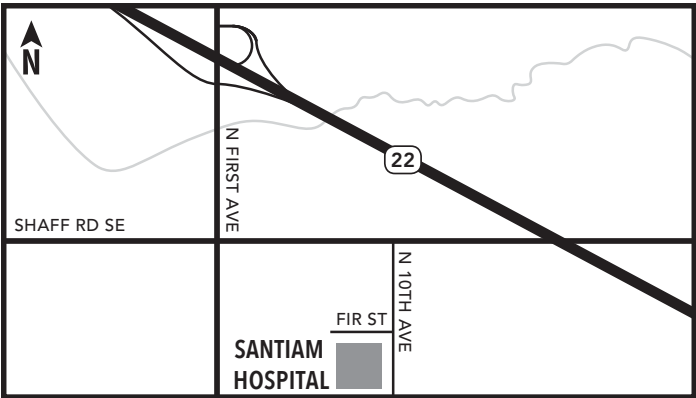 N
N FIRST AVE
22
SHAFF RD SE
N 10TH AVE
FIR ST
SANTIAM
HOSPITAL